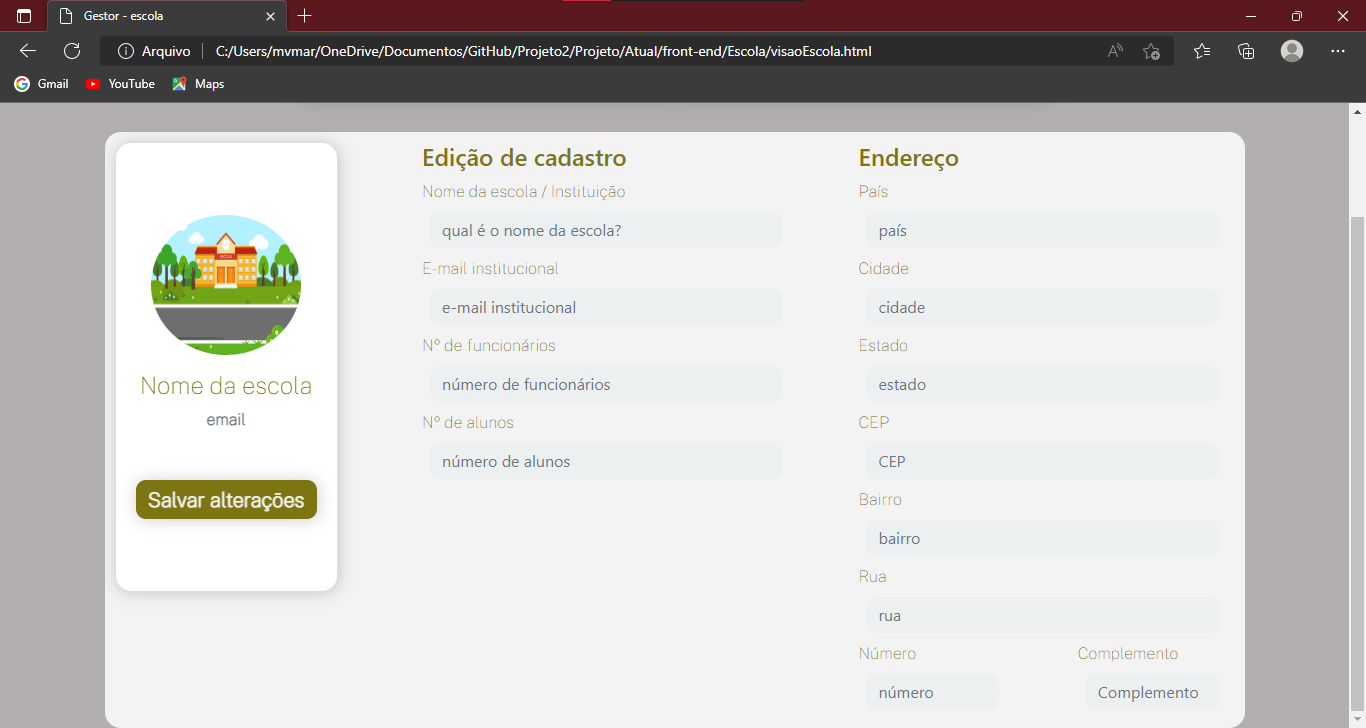 Gestor - escola
Arquivo
C:/Users/mvmar/OneDrive/Documentos/GitHub/Projeto2/Projeto/Atual/front-end/Escola/visaoEscola.html
Gmail
YouTube
Maps
ESCOLA
Nome da escola
email
Salvar alterações
Edição de cadastro
Nome da escola / Instituição
qual é o nome da escola?
E-mail institucional
e-mail institucional
Nº de funcionários
número de funcionários
Nº de alunos
número de alunos
Endereço
País
país
Cidade
cidade
Estado
estado
CEP
CEP
Bairro
bairro
Rua
rua
Número
Complemento
número
Complemento